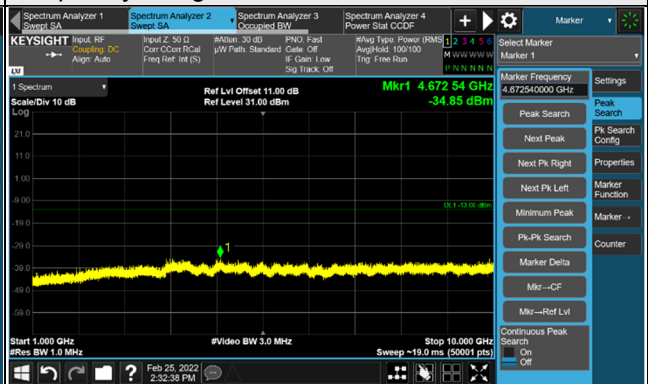 Spectrum Analyzer 1
Swept SA
Spectrum Analyzer 2
Swept SA
Spectrum Analyzer 3
Occupied BW
Spectrum Analyzer 4
Power Stat CCDF
Marker
KEYSIGHT
Input: RF
Coupling: DC
Align: Auto
Input Z: 50 Ω
Corr CCorr RCal
Freq Ref: Int (S)
#Atten: 30 dB
µW Path: Standard
PNO: Fast
Gate: Off
IF Gain: Low
Sig Track: Off
#Avg Type: Power (RMS
Avg|Hold: 100/100
Trig: Free Run
1 2 3 4 5 6
M W W W W W
P N N N N N
LXI
Select Marker
Marker 1
1 Spectrum
Scale/Div 10 dB
Log
Ref Lvl Offset 11.00 dB
Ref Level 31.00 dBm
Mkr1 4.672 54 GHz
-34.85 dBm
21.0
11.0
1.00
-9.00
-19.0
-29.0
-39.0
-49.0
-59.0
DL1 -13.00 dBm
1
Start 1.000 GHz
#Res BW 1.0 MHz
#Video BW 3.0 MHz
Stop 10.000 GHz
Sweep ~19.0 ms (50001 pts)
Marker Frequency
4.672540000 GHz
Peak Search
Next Peak
Next Pk Right
Next Pk Left
Minimum Peak
Pk-Pk Search
Marker Delta
Mkr→CF
Mkr→Ref Lvl
Continuous Peak
Search
On
Off
Settings
Peak
Search
Pk Search
Config
Properties
Marker
Function
Marker→
Counter
?
Feb 25, 2022
2:32:38 PM